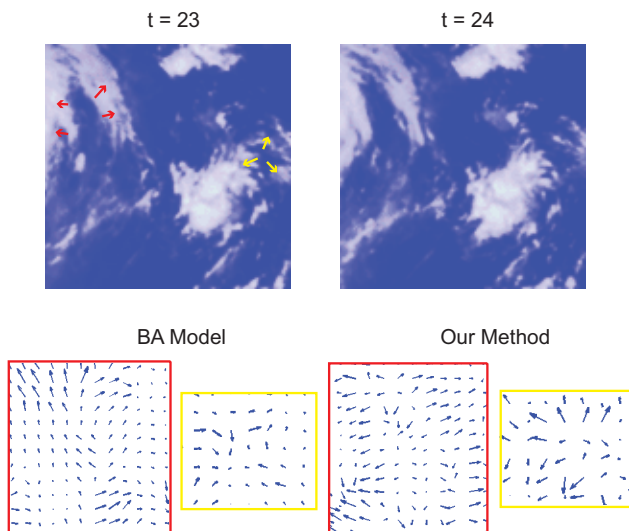 t = 23
t = 24
BA Model
Our Method